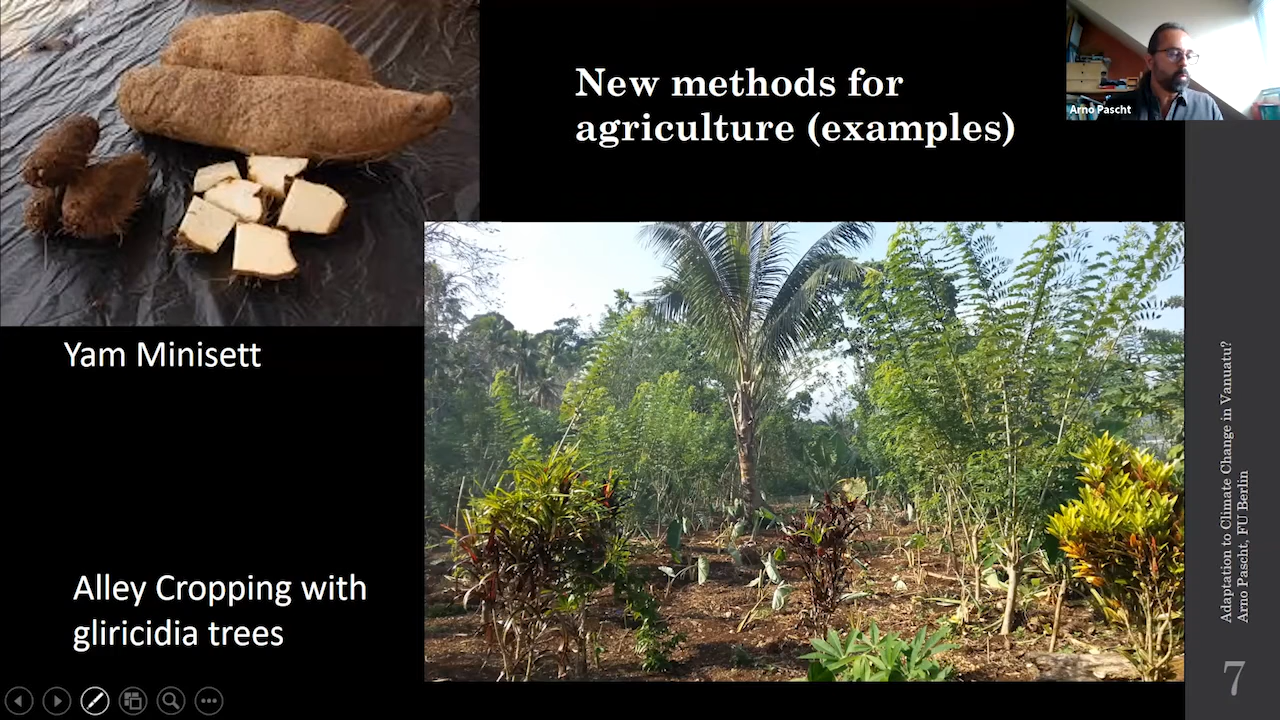 New methods for
agriculture (examples)
Arno Pascht
Yam Minisett
Alley Cropping with
gliricidia trees
Adaptation to Climate Change in Vanuatu?
Arno Pascht, FU Berlin
7